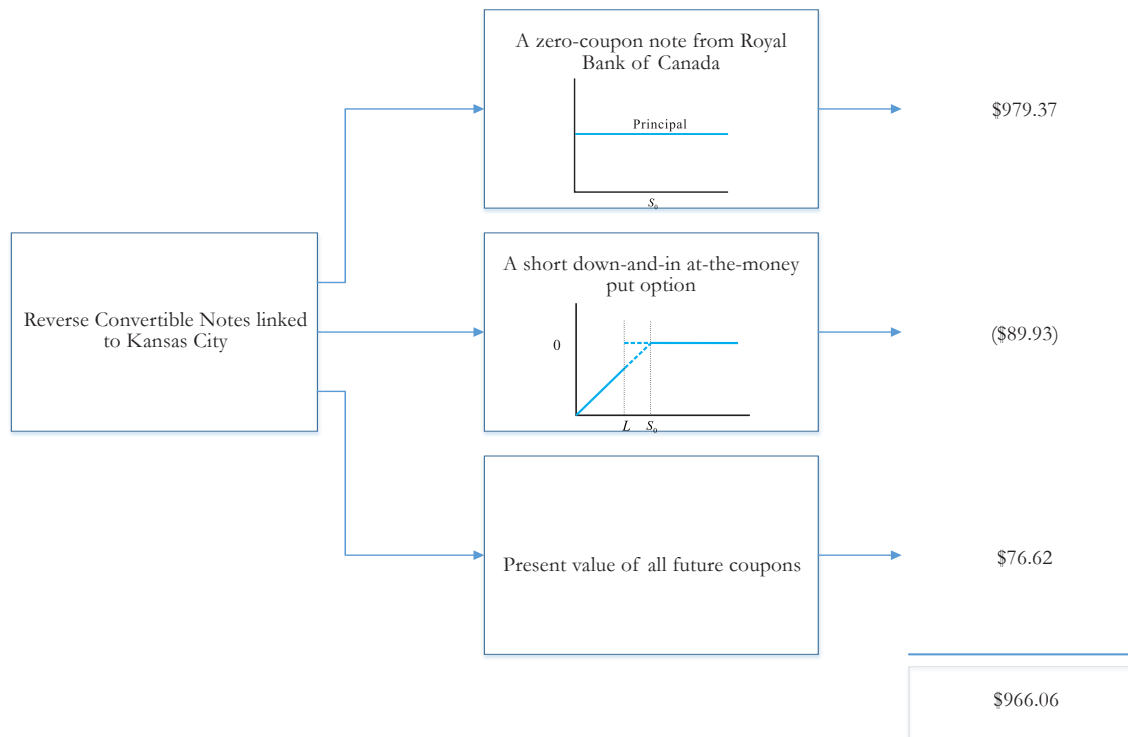 A zero-coupon note from Royal
Bank of Canada
Principal
S₀
$979.37
Reverse Convertible Notes linked
to Kansas City
A short down-and-in at-the-money
put option
0
L S₀
($89.93)
Present value of all future coupons
$76.62
$966.06